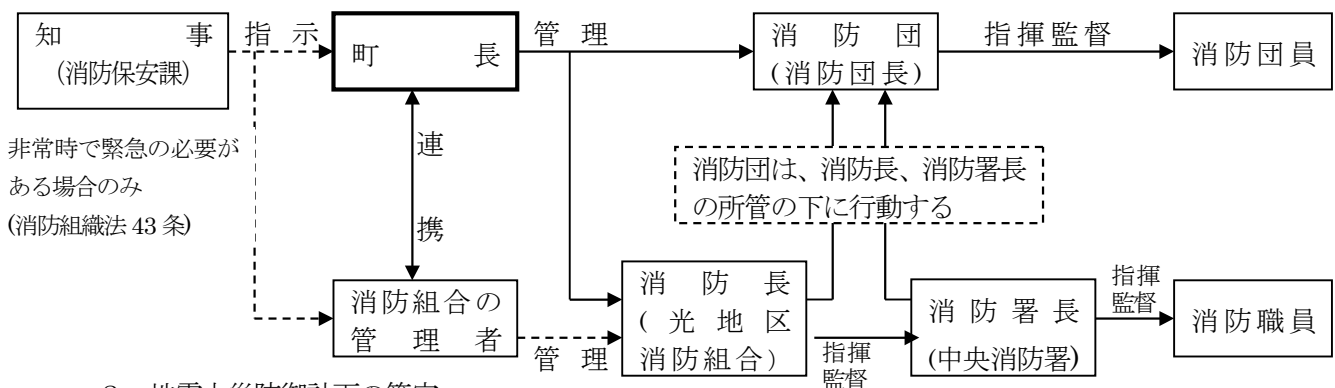 知事
(消防保安課)
指示
町長
管理
消防団
(消防団長)
指揮監督
消防団員
非常時で緊急の必要が
ある場合のみ
(消防組織法 43 条)
連
携
消防団は、消防長、消防署長
の所管の下に行動する
消防組合の
管理者
管理
消防長
(光地区
消防組合)
指揮
監督
消防署長
(中央消防署)
指揮
監督
消防職員